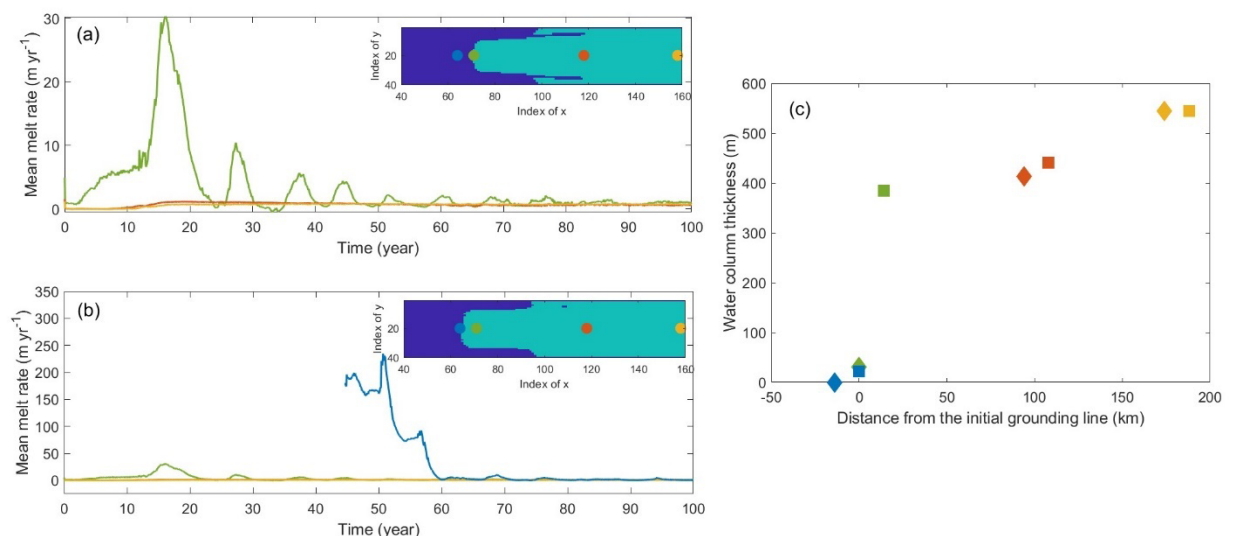 (a)
Mean melt rate (m yr⁻¹)
30
20
10
0
0 10 20 30 40 50 60 70 80 90 100
Time (year)
Index of y
20
40
40 60 80 100 120 140 160
Index of x
(b)
Mean melt rate (m yr⁻¹)
350
300
250
200
150
100
50
0
0 10 20 30 40 50 60 70 80 90 100
Time (year)
Index of y
20
40
40 60 80 100 120 140 160
Index of x
(c)
Water column thickness (m)
600
500
400
300
200
100
0
-50 0 50 100 150 200
Distance from the initial grounding line (km)